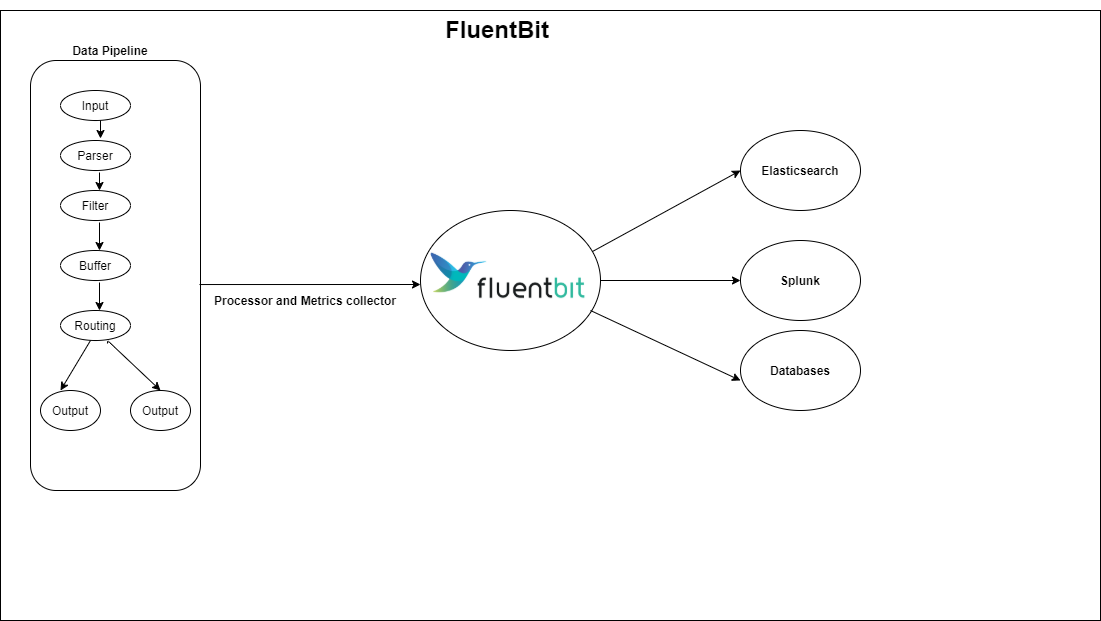 FluentBit
Data Pipeline
Input
Parser
Filter
Buffer
Routing
Output
Output
Processor and Metrics collector
fluentbit
Elasticsearch
Splunk
Databases